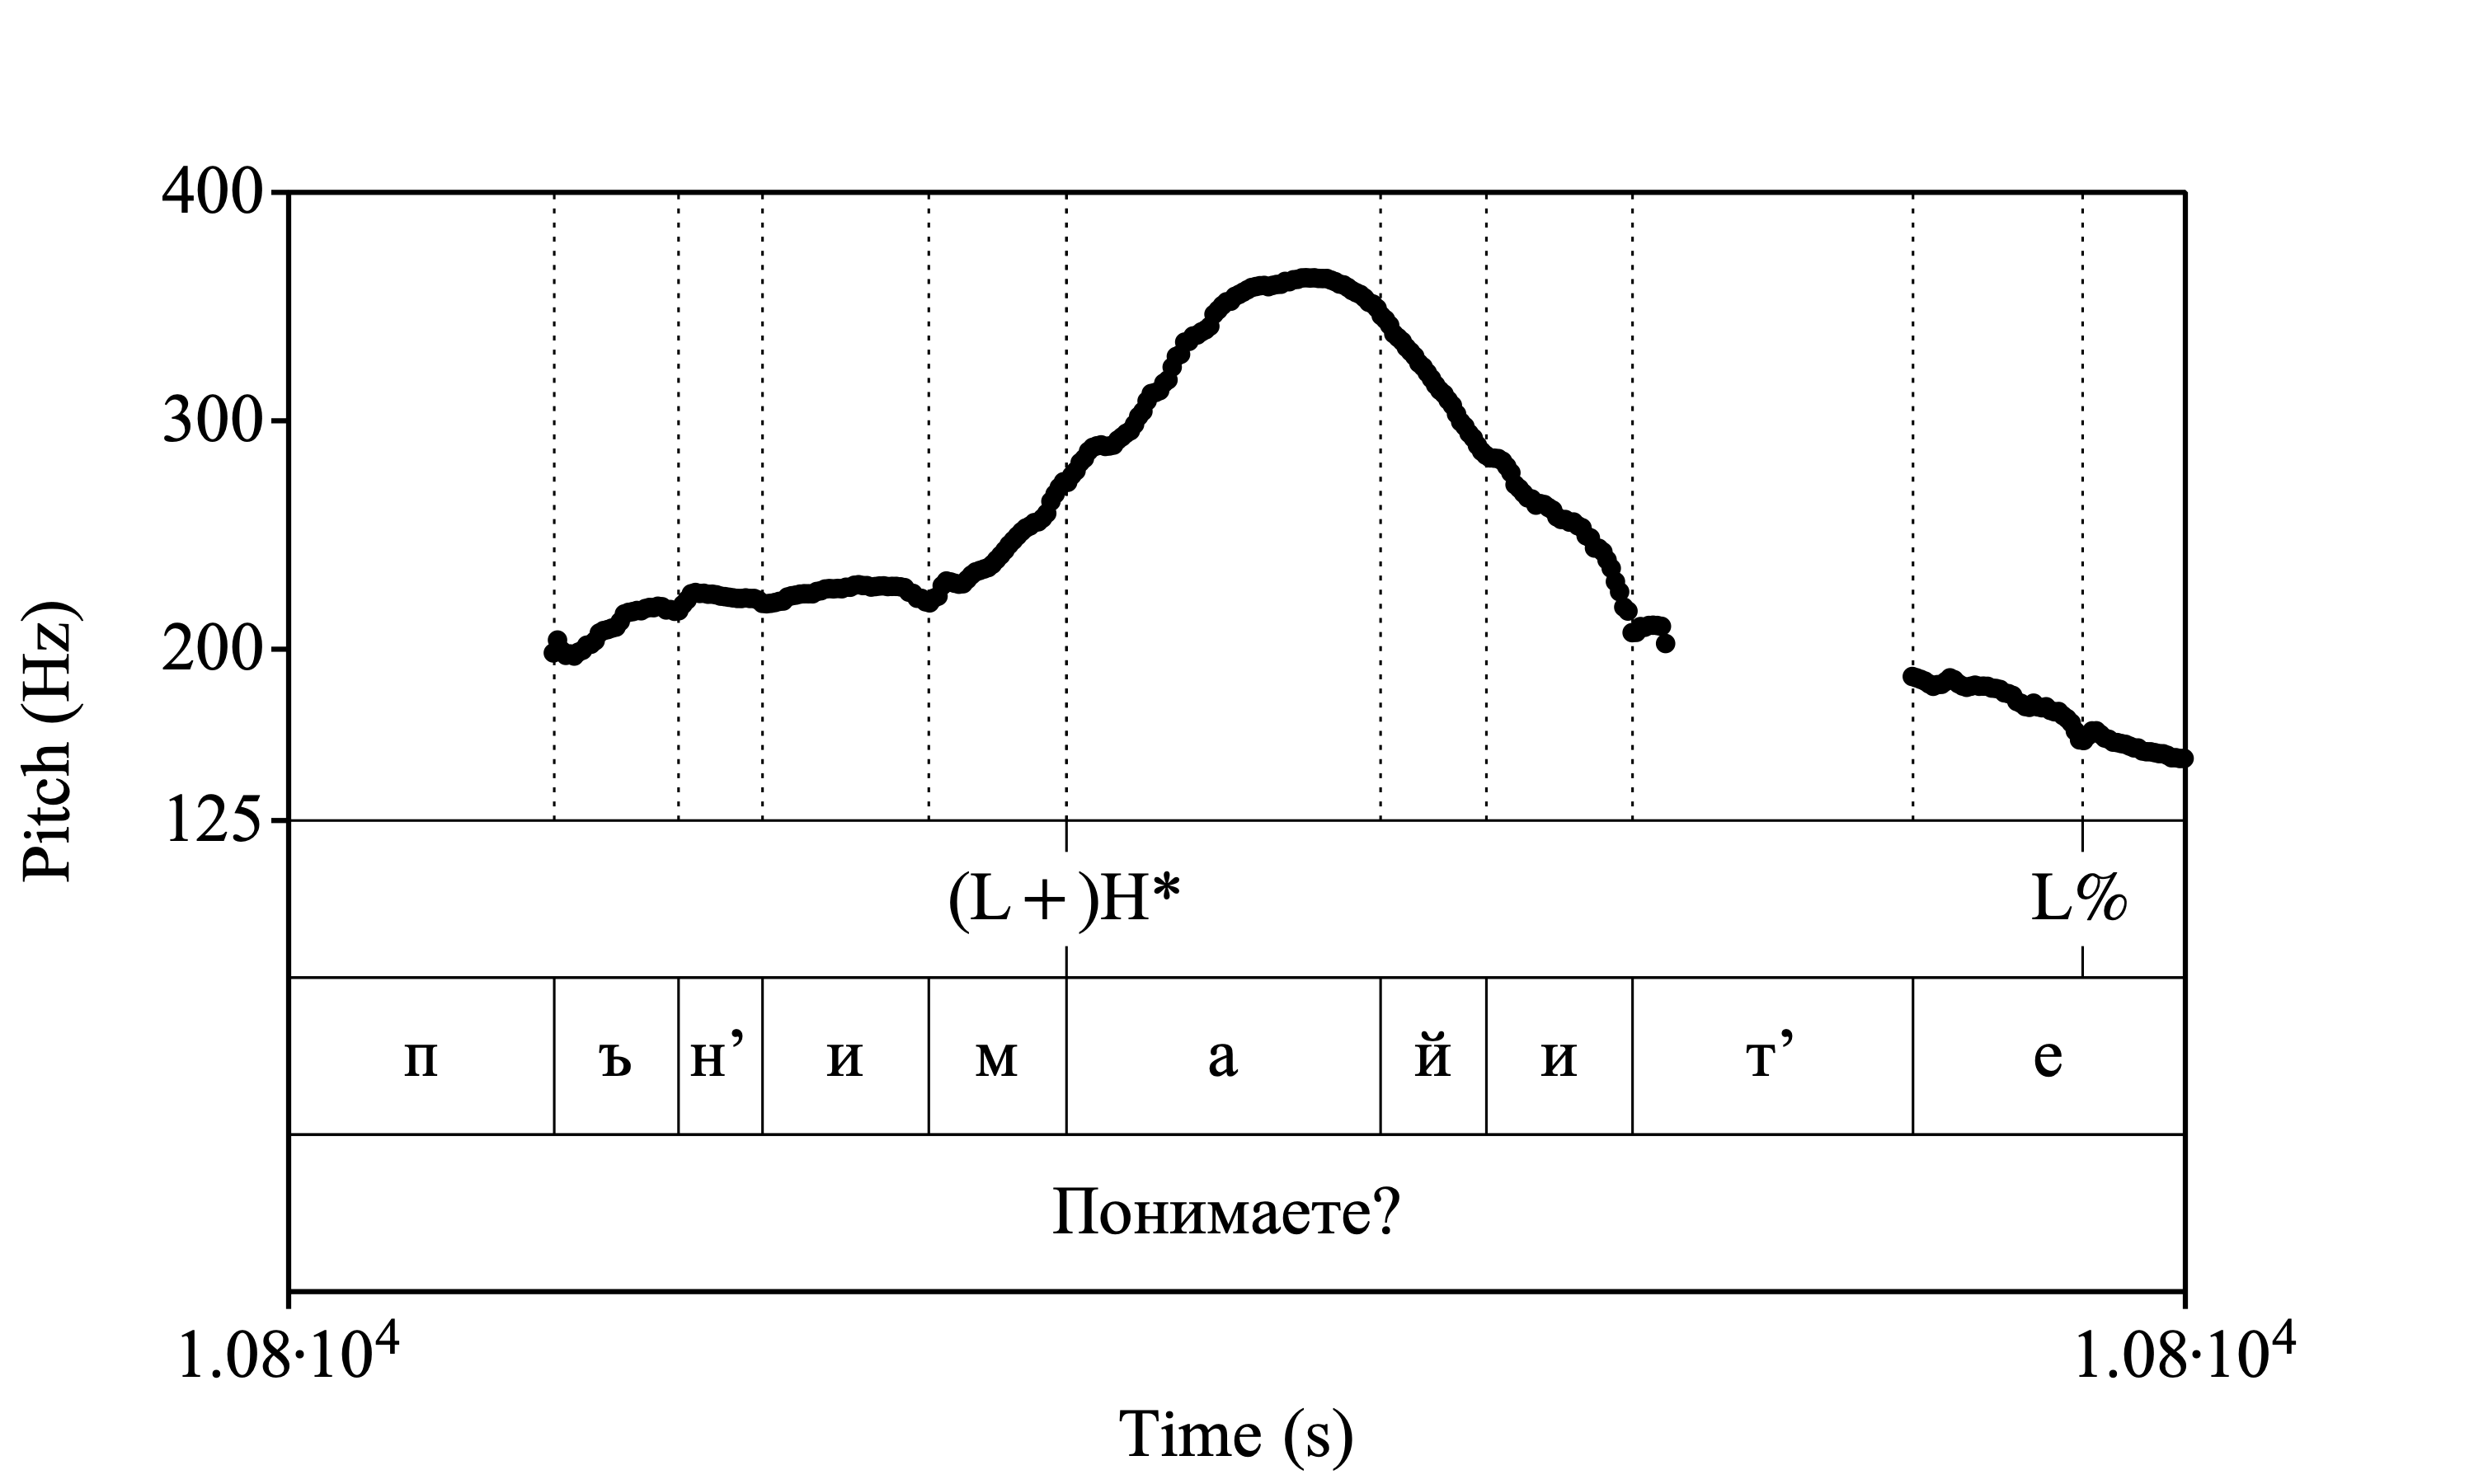 400
300
200
125
Pitch (Hz)
(L+)H* L%
п ъ н’ и м а й и т’ е
Понимаете?
1.08·10⁴ 1.08·10⁴
Time (s)